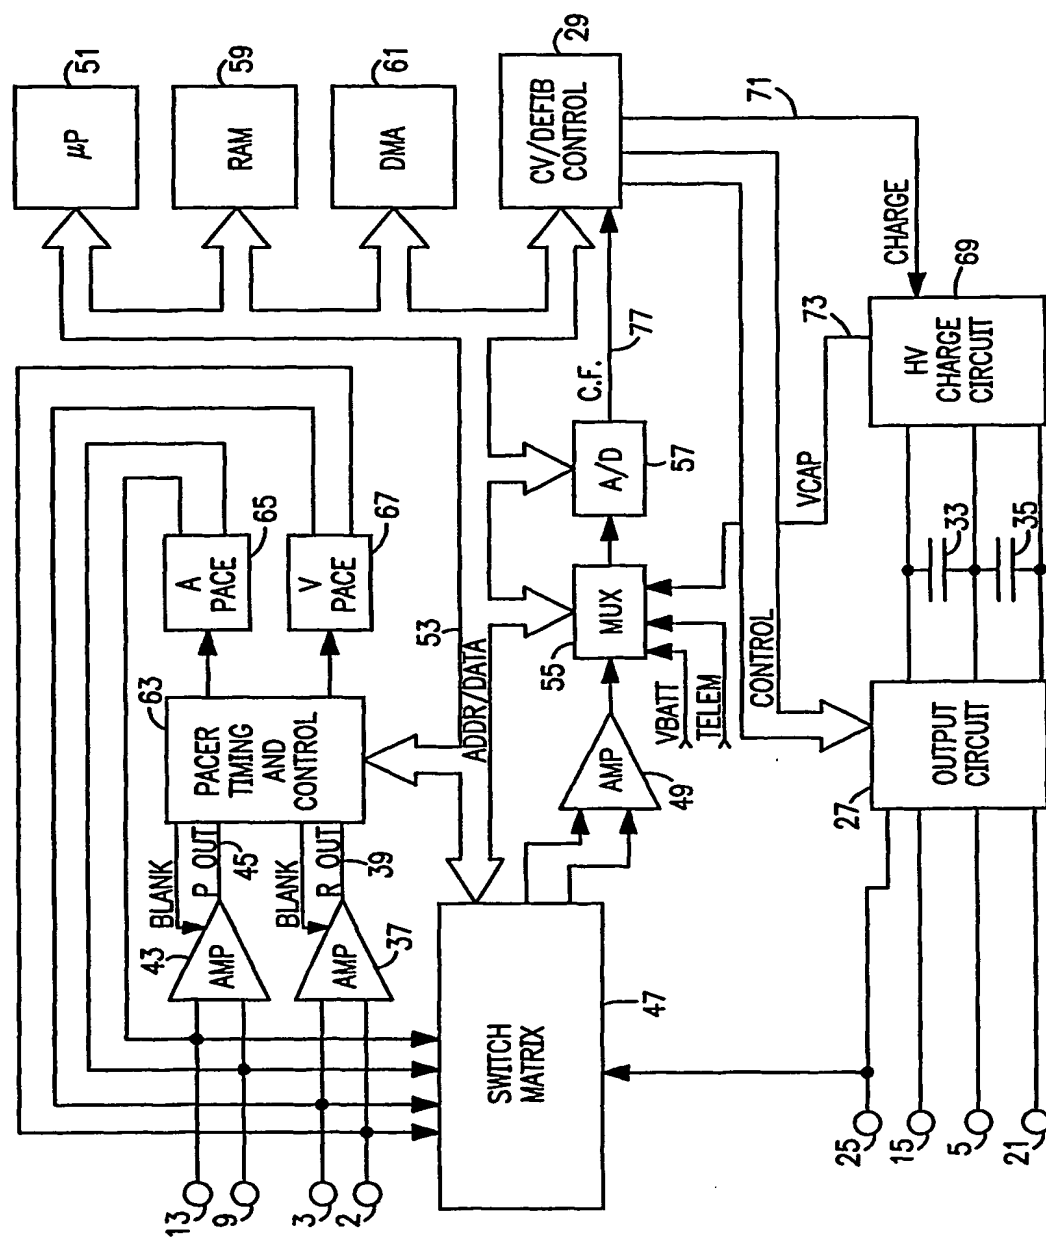 51
μP
59
RAM
61
DMA
29
CV/DEFIB
CONTROL
71
CHARGE
69
HV
CHARGE
CIRCUIT
73
VCAP
77
C.F.
A/D
57
MUX
55
VBATT
TELEM
CONTROL
33
35
65
A
PACE
67
V
PACE
53
ADDR/DATA
63
PACER
TIMING
AND
CONTROL
BLANK
P OUT
45
BLANK
R OUT
39
43
AMP
37
AMP
AMP
49
27
OUTPUT
CIRCUIT
47
SWITCH
MATRIX
13
9
3
2
25
15
5
21